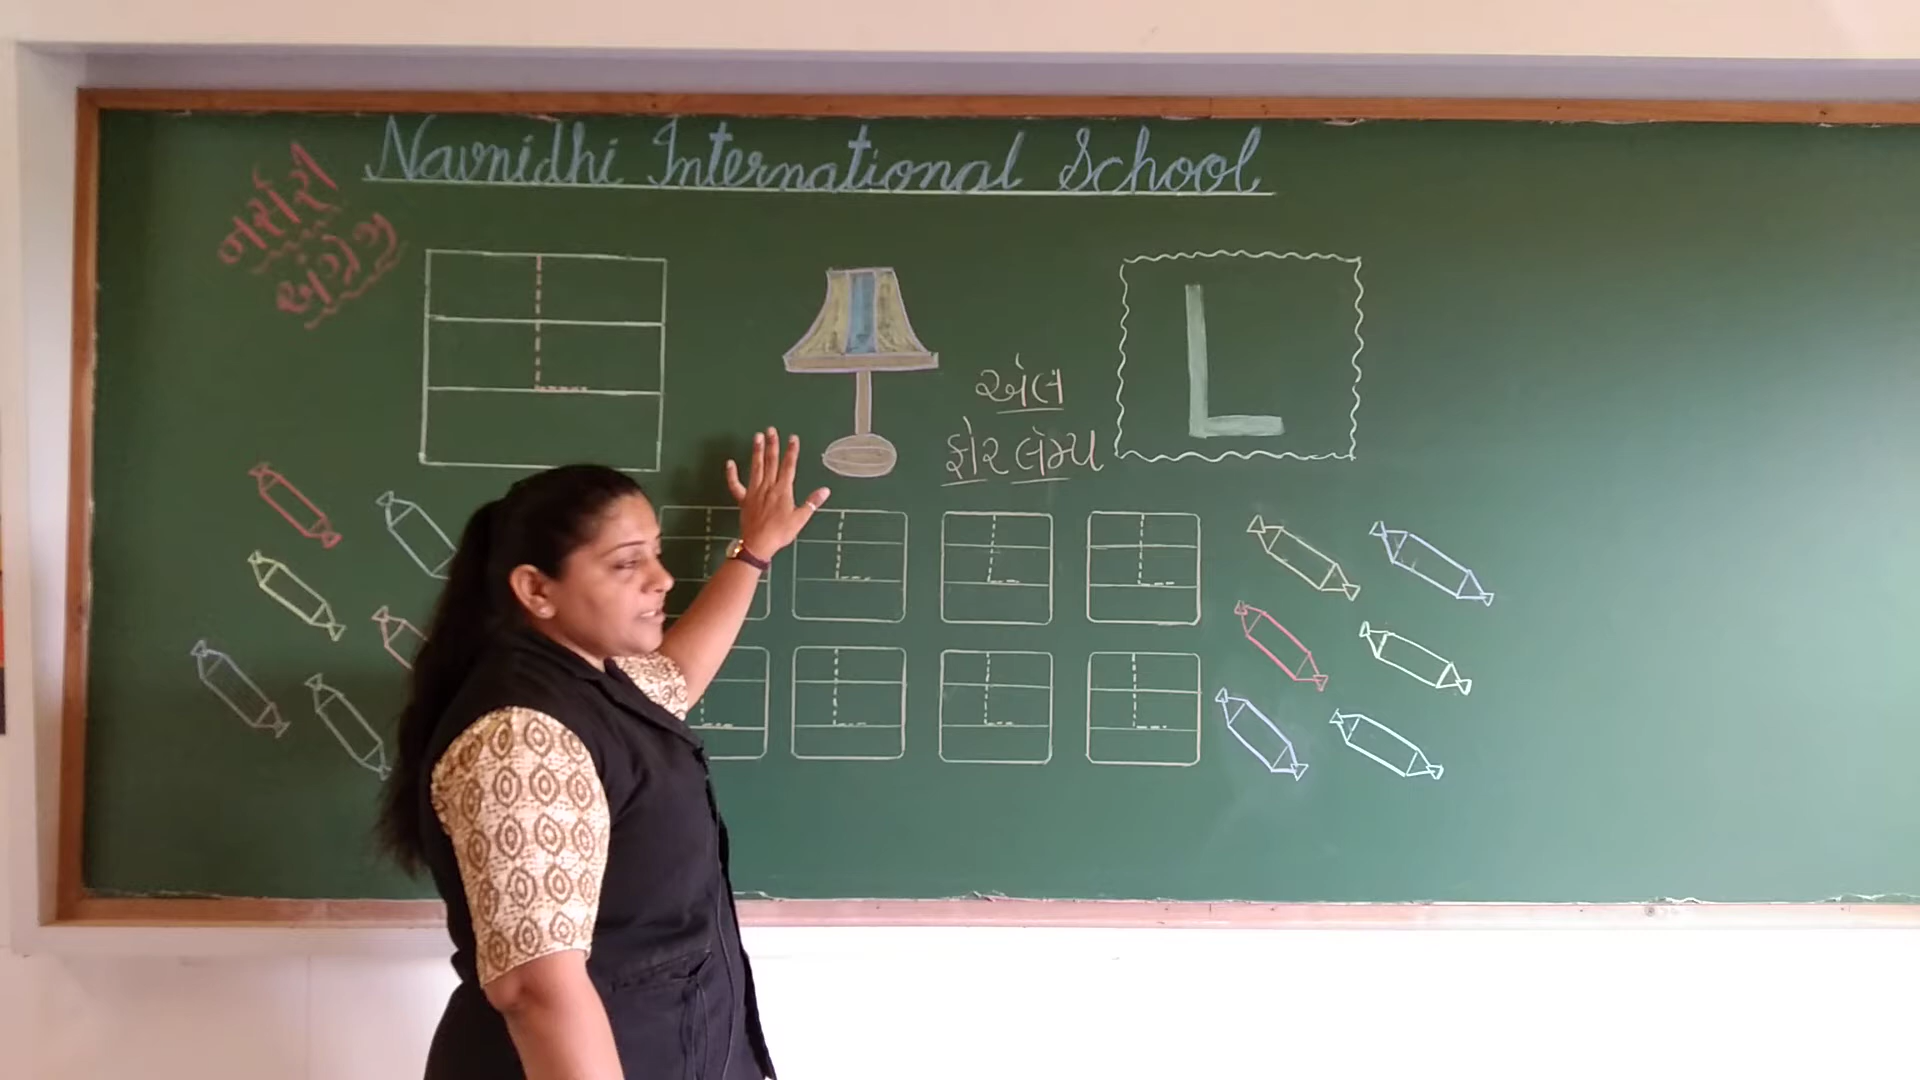 Navnidhi International School
નર્સરી
અંગ્રેજી
L
એલ
ફોર લેમ્પ
L
L L L L
L L L L